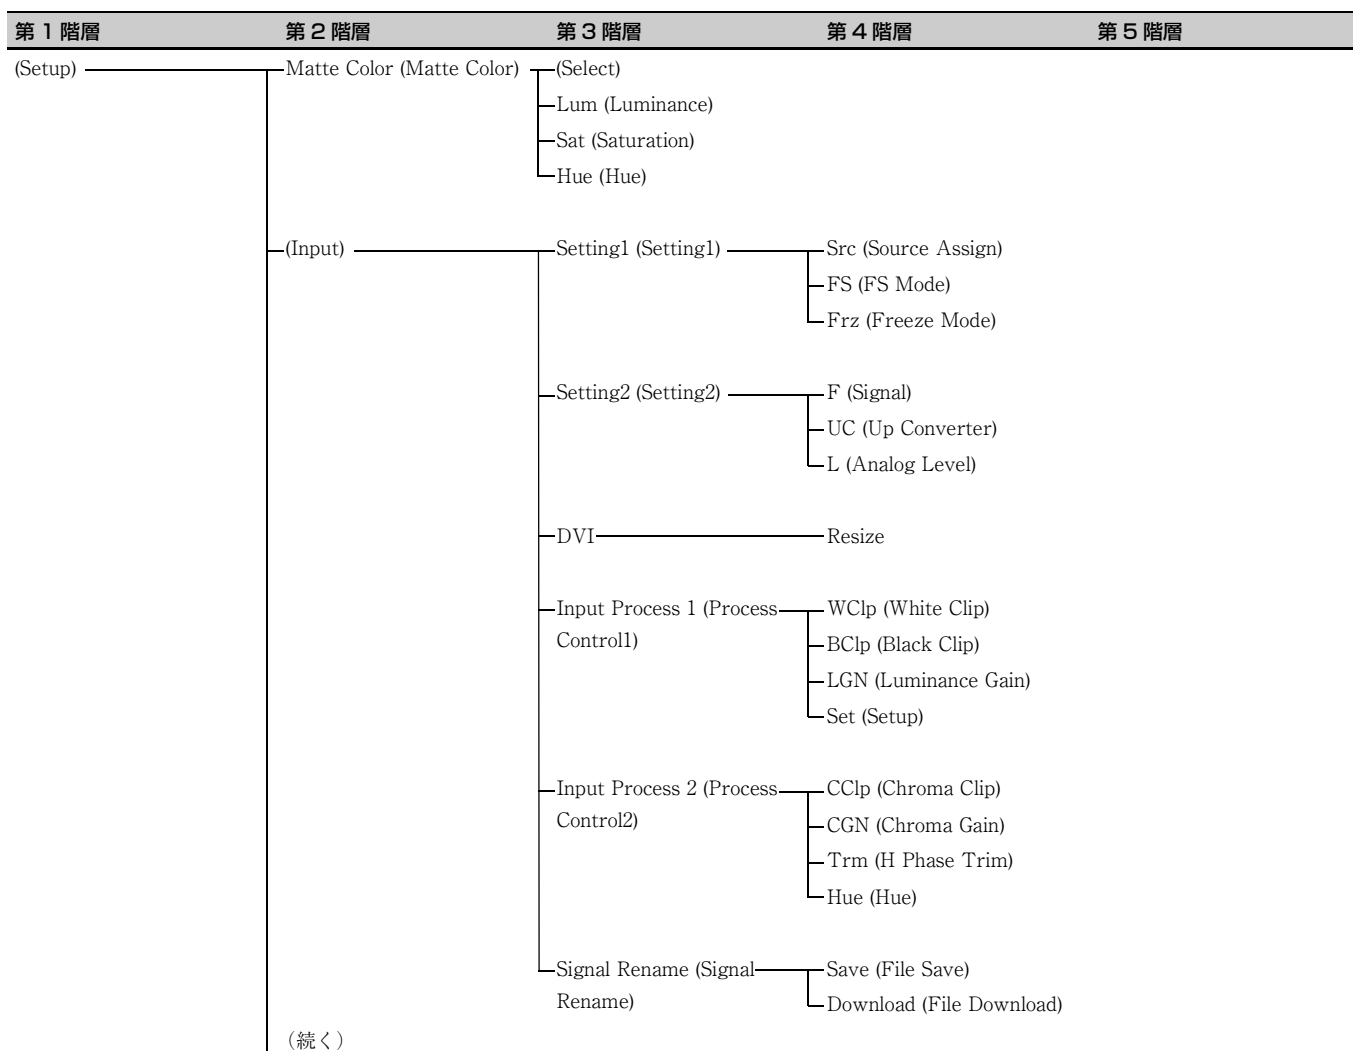 第 1 階層 第 2 階層 第 3 階層 第 4 階層 第 5 階層
(Setup) Matte Color (Matte Color) (Select)
Lum (Luminance)
Sat (Saturation)
Hue (Hue)
(Input) Setting1 (Setting1) Src (Source Assign)
FS (FS Mode)
Frz (Freeze Mode)
Setting2 (Setting2) F (Signal)
UC (Up Converter)
L (Analog Level)
DVI Resize
Input Process 1 (Process WClp (White Clip)
Control1) BClp (Black Clip)
LGN (Luminance Gain)
Set (Setup)
Input Process 2 (Process CClp (Chroma Clip)
Control2) CGN (Chroma Gain)
Trm (H Phase Trim)
Hue (Hue)
Signal Rename (Signal Save (File Save)
Rename) Download (File Download)
（続く）